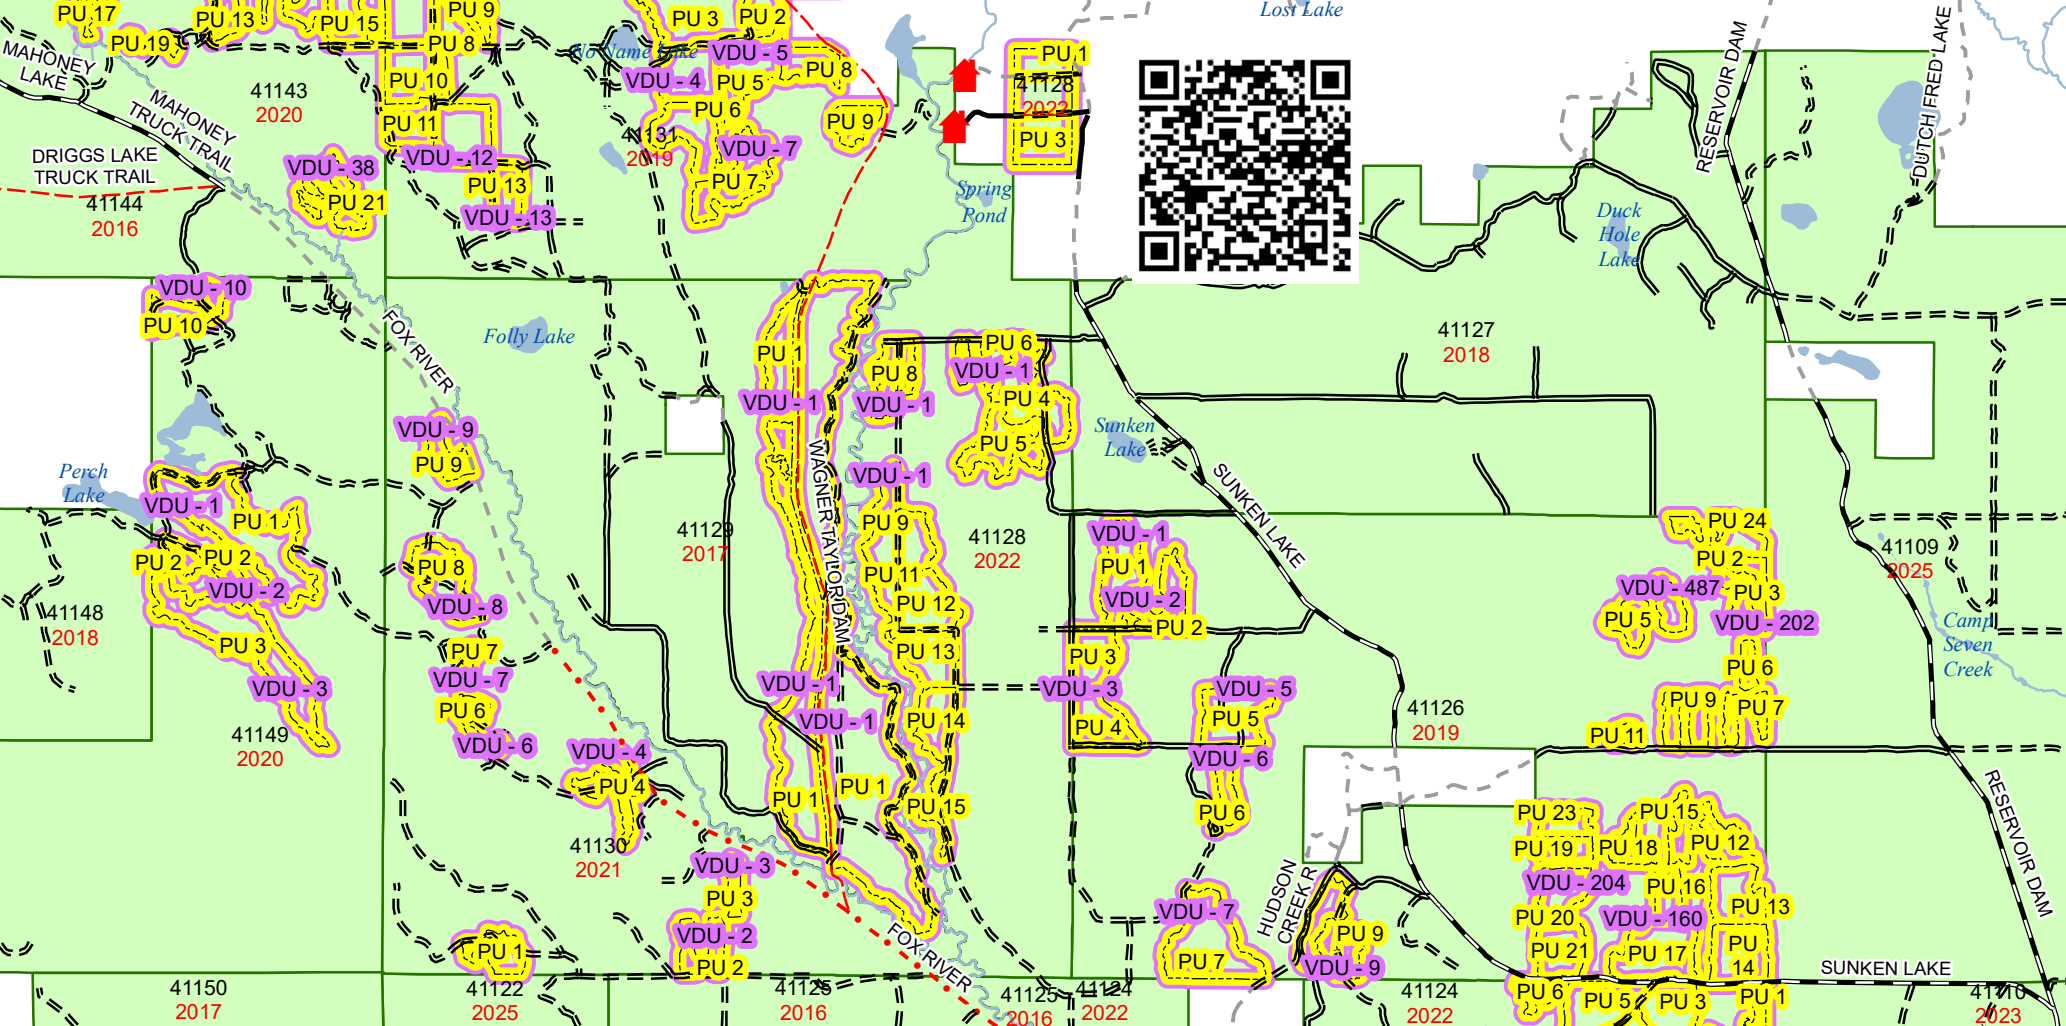 PU 17
PU 13
PU 15
PU 9
PU 3
PU 2
Lost Lake
PU 19
PU 8
No Name Lake
VDU - 5
PU 1
MAHONEY
LAKE
41143
2020
PU 10
VDU - 4
PU 5
PU 8
41128
2022
RESERVOIR DAM
DUTCH FRED LAKE
MAHONEY
TRUCK TRAIL
PU 11
PU 6
PU 9
41131
2019
PU 3
DRIGGS LAKE
TRUCK TRAIL
VDU - 38
VDU - 12
VDU - 7
PU 13
PU 7
Spring
Pond
41144
2016
PU 21
VDU - 13
Duck
Hole
Lake
VDU - 10
PU 10
FOX RIVER
Folly Lake
PU 1
PU 6
41127
2018
PU 8
VDU - 1
VDU - 1
VDU - 1
PU 4
VDU - 9
PU 5
Sunken
Lake
PU 9
Perch
Lake
WAGNER TAYLOR DAM
VDU - 1
SUNKEN LAKE
VDU - 1
PU 1
41129
2017
PU 9
41128
2022
VDU - 1
PU 24
PU 2
PU 2
PU 8
PU 11
PU 1
PU 2
41109
2025
VDU - 2
VDU - 8
PU 12
VDU - 2
VDU - 487
PU 3
41148
2018
PU 2
PU 5
VDU - 202
Camp
Seven
Creek
PU 3
PU 7
PU 13
PU 3
PU 6
VDU - 3
VDU - 7
VDU - 1
VDU - 3
VDU - 5
PU 6
VDU - 1
PU 14
PU 4
PU 5
41126
2019
PU 9
PU 7
41149
2020
VDU - 6
VDU - 4
VDU - 6
PU 11
PU 4
PU 1
PU 1
PU 15
PU 6
PU 23
PU 15
RESERVOIR DAM
41130
2021
PU 19
PU 18
PU 12
VDU - 3
VDU - 204
PU 16
PU 3
VDU - 7
HUDSON
CREEK R
PU 20
VDU - 160
PU 13
PU 1
VDU - 2
PU 9
PU 21
PU 17
PU
14
PU 2
FOX RIVER
PU 7
VDU - 9
SUNKEN LAKE
41150
2017
41122
2025
41125
2016
41125
2016
41124
2022
41124
2022
PU 6
PU 5
PU 3
PU 1
41110
2023